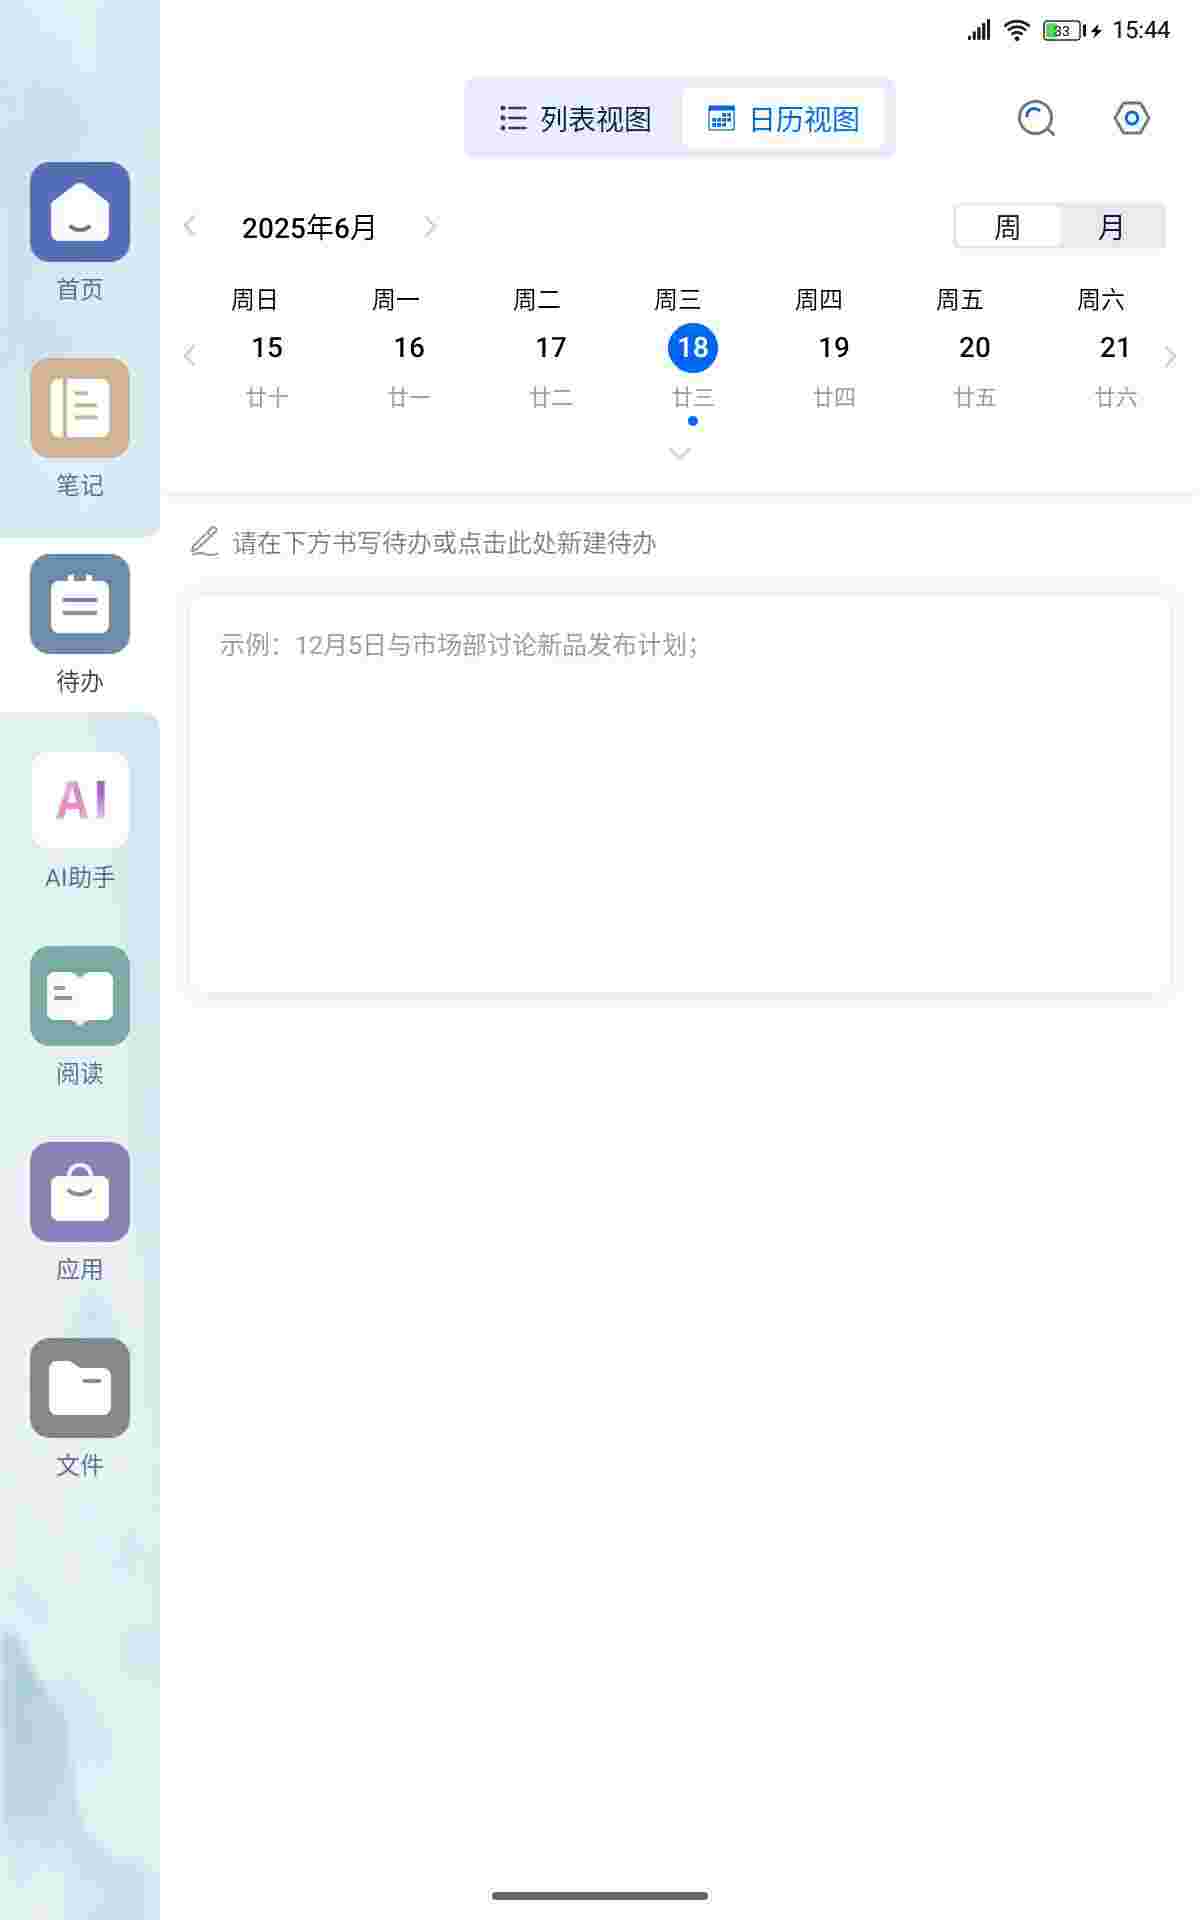 33 15:44
列表视图 日历视图
2025年6月 周 月
周日 周一 周二 周三 周四 周五 周六
15 16 17 18 19 20 21
廿十 廿一 廿二 廿三 廿四 廿五 廿六
请在下方书写待办或点击此处新建待办
示例：12月5日与市场部讨论新品发布计划；
首页
笔记
待办
AI
AI助手
阅读
应用
文件